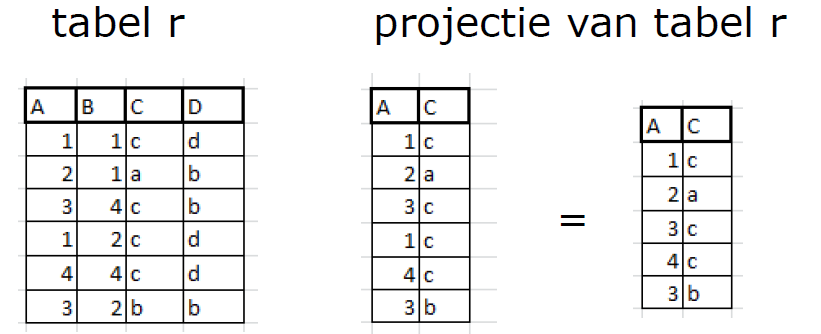 tabel r
projectie van tabel r
A B C D
1 1 c d
2 1 a b
3 4 c b
1 2 c d
4 4 c d
3 2 b b
A C
1 c
2 a
3 c
1 c
4 c
3 b
=
A C
1 c
2 a
3 c
4 c
3 b